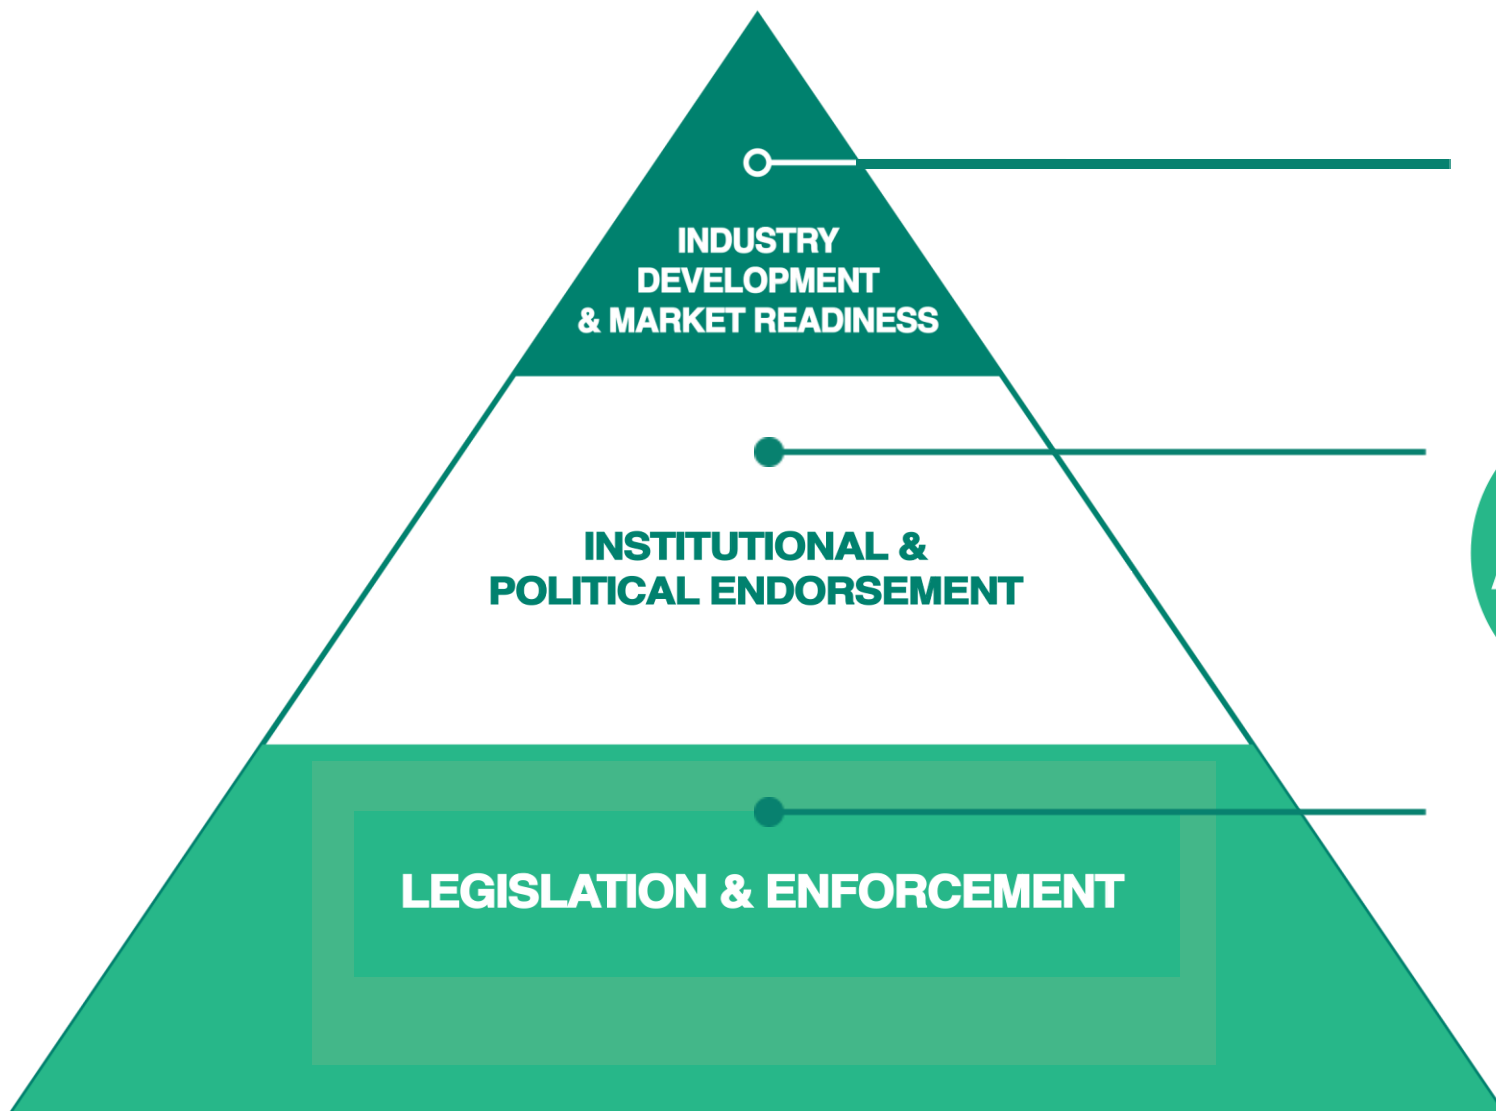 INDUSTRY
DEVELOPMENT
& MARKET READINESS
INSTITUTIONAL &
POLITICAL ENDORSEMENT
LEGISLATION & ENFORCEMENT